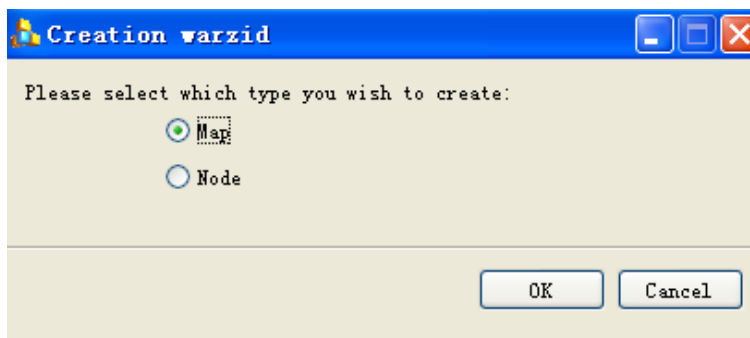 Creation warzid
Please select which type you wish to create:
Map
Node
OK
Cancel